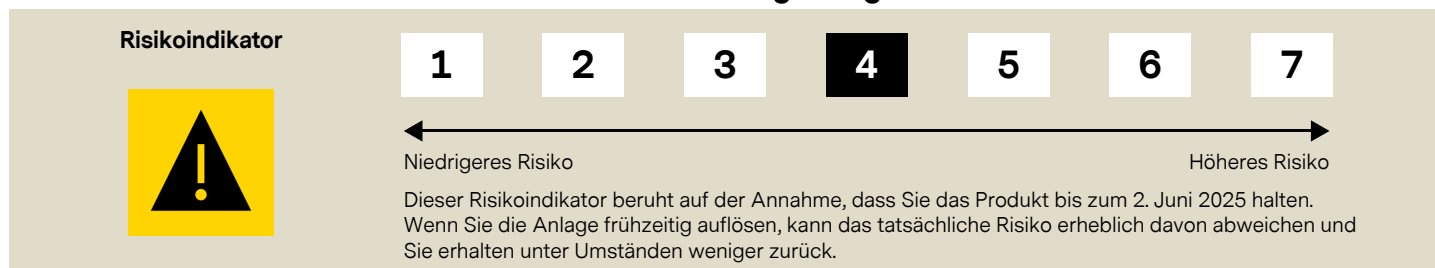 Risikoindikator
1 2 3 4 5 6 7
Niedrigeres Risiko
Höheres Risiko
Dieser Risikoindikator beruht auf der Annahme, dass Sie das Produkt bis zum 2. Juni 2025 halten.
Wenn Sie die Anlage frühzeitig auflösen, kann das tatsächliche Risiko erheblich davon abweichen und
Sie erhalten unter Umständen weniger zurück.